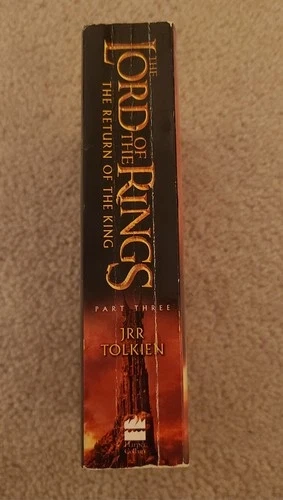 THE
LORD OF
THE RINGS
THE RETURN OF THE KING
PART THREE
JRR
TOLKIEN